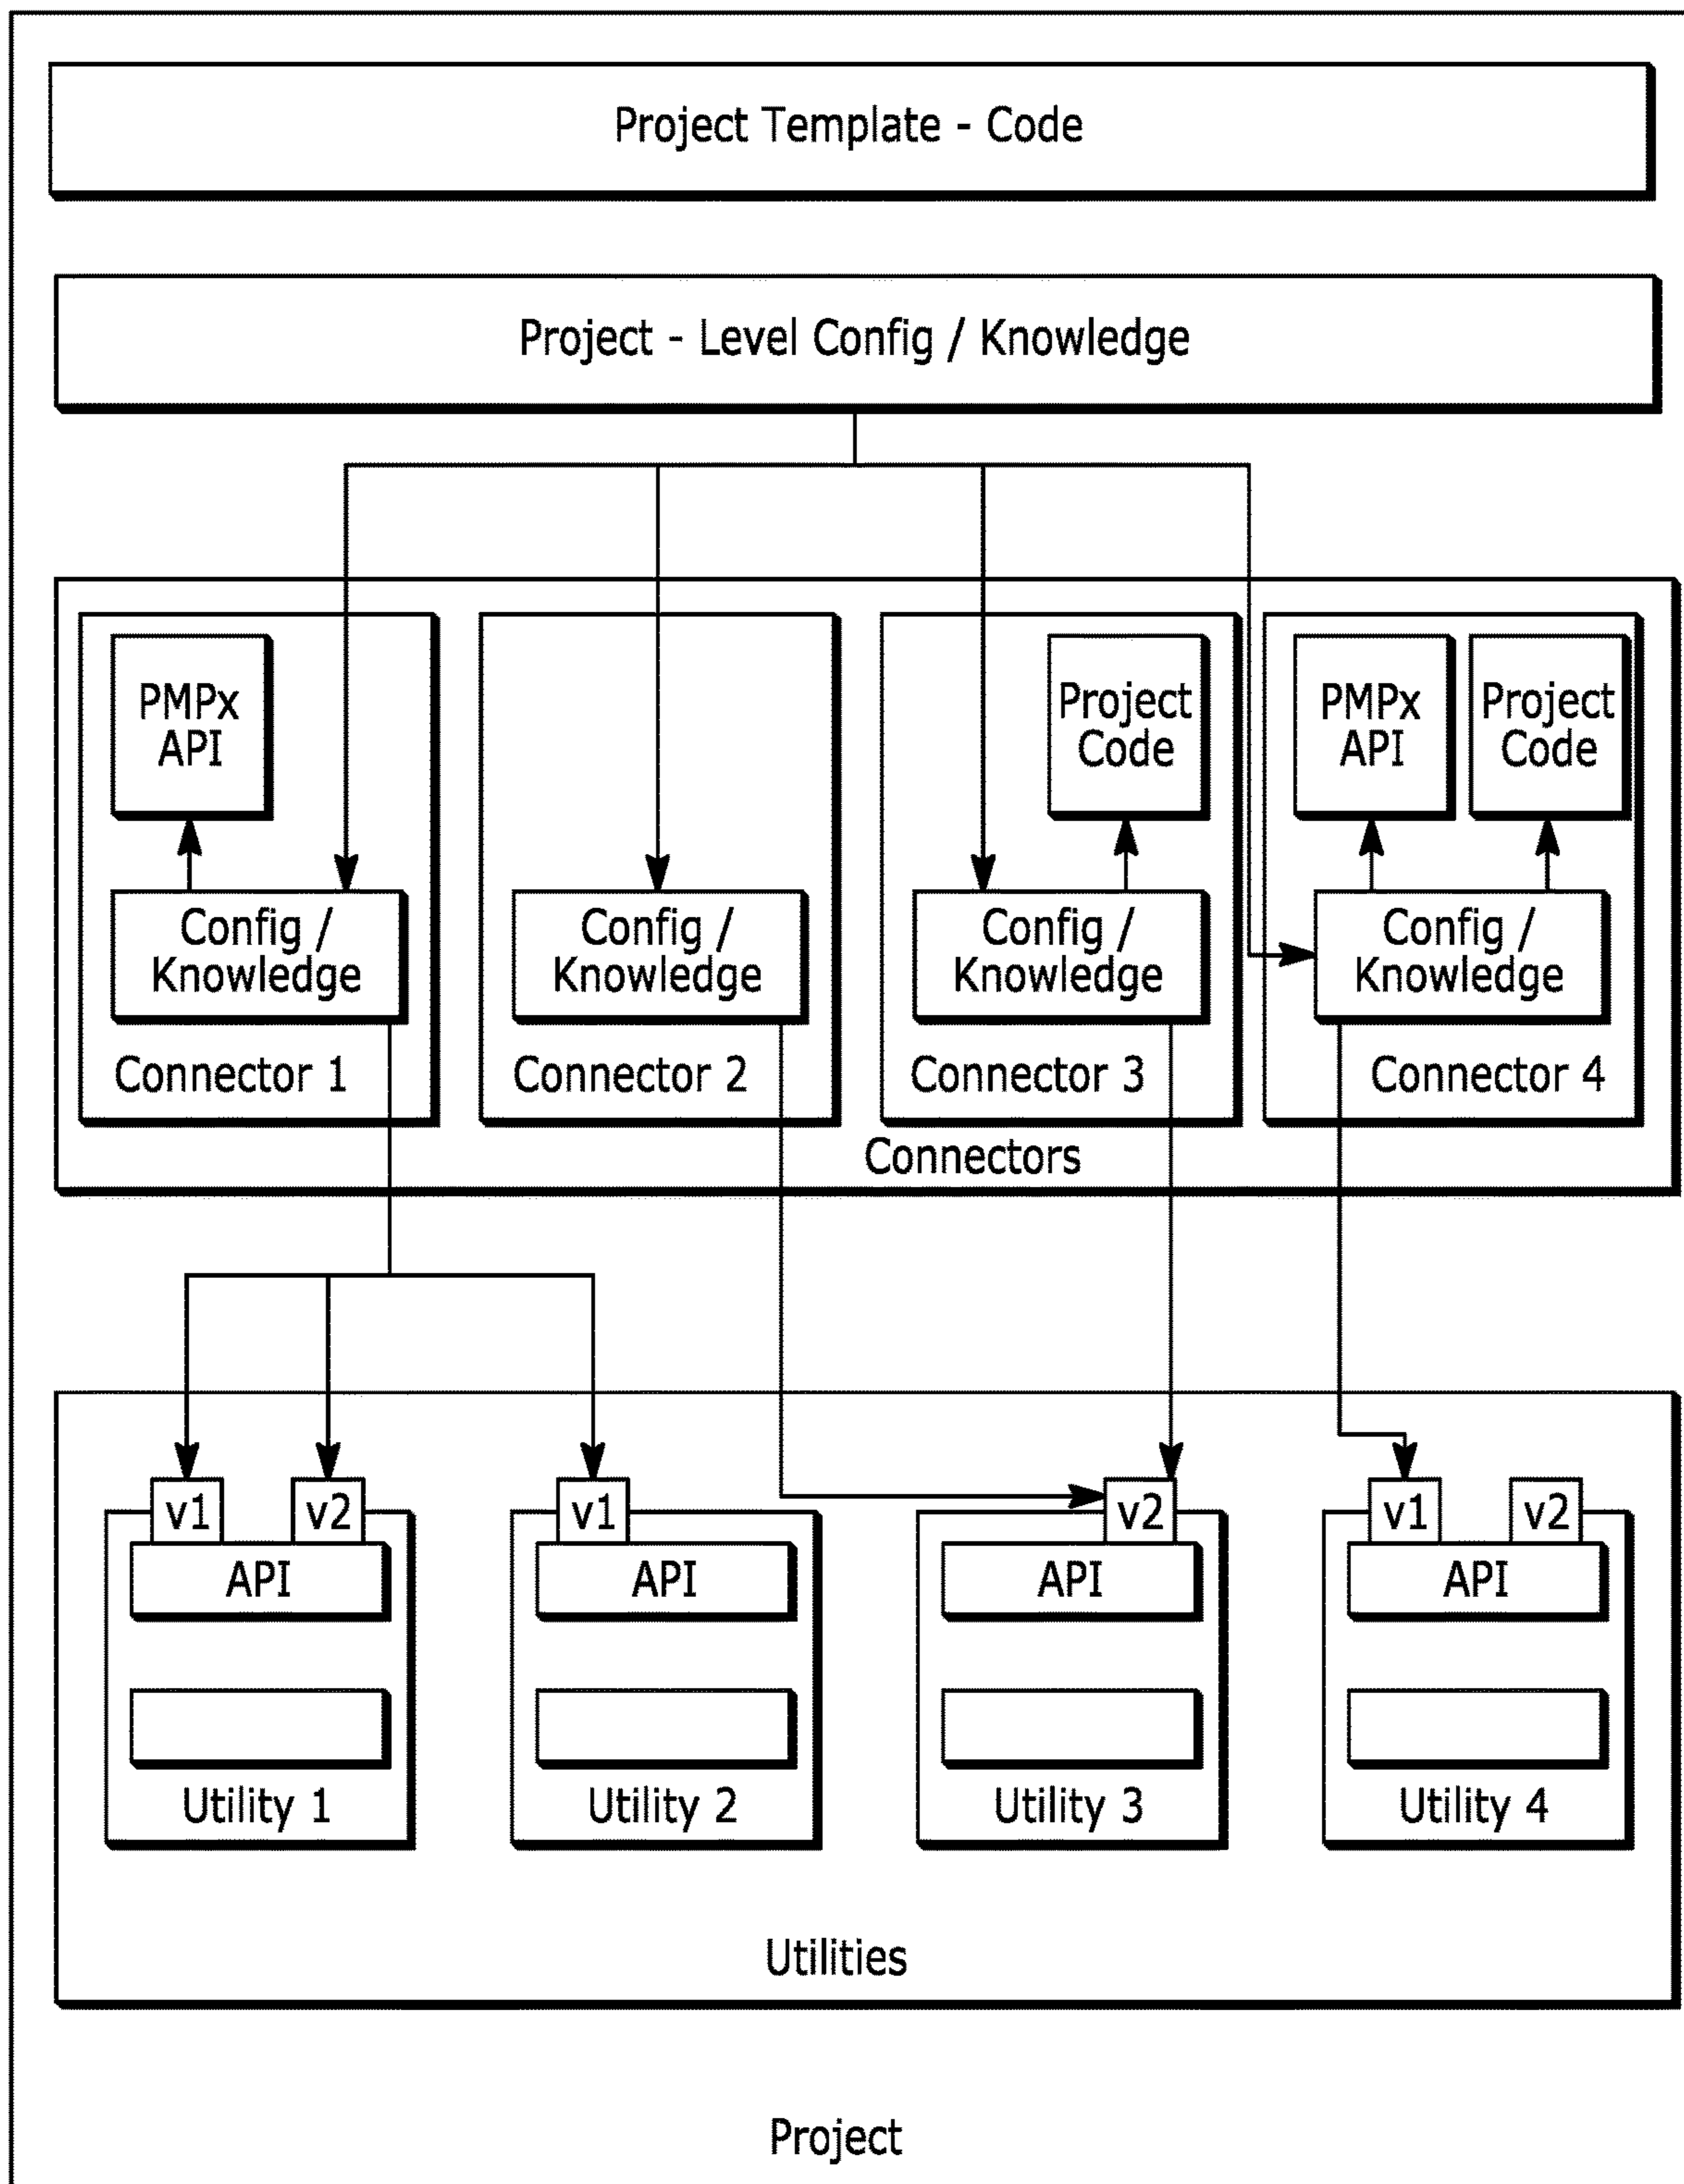 Project Template - Code
Project - Level Config / Knowledge
PMPx
API
Project
Code
PMPx
API
Project
Code
Config /
Knowledge
Config /
Knowledge
Config /
Knowledge
Config /
Knowledge
Connector 1
Connector 2
Connector 3
Connector 4
Connectors
v1
v2
v1
v2
v1
v2
API
API
API
API
Utility 1
Utility 2
Utility 3
Utility 4
Utilities
Project